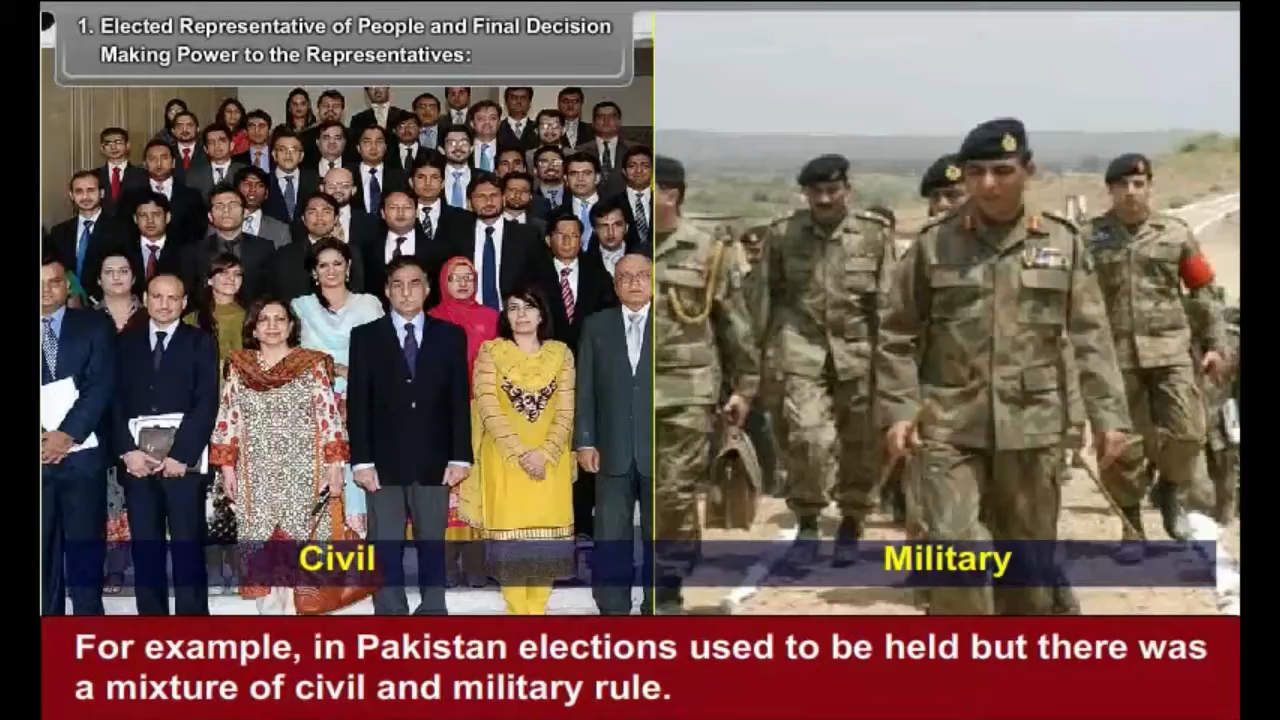 1. Elected Representative of People and Final Decision
Making Power to the Representatives:
Civil
Military
For example, in Pakistan elections used to be held but there was
a mixture of civil and military rule.